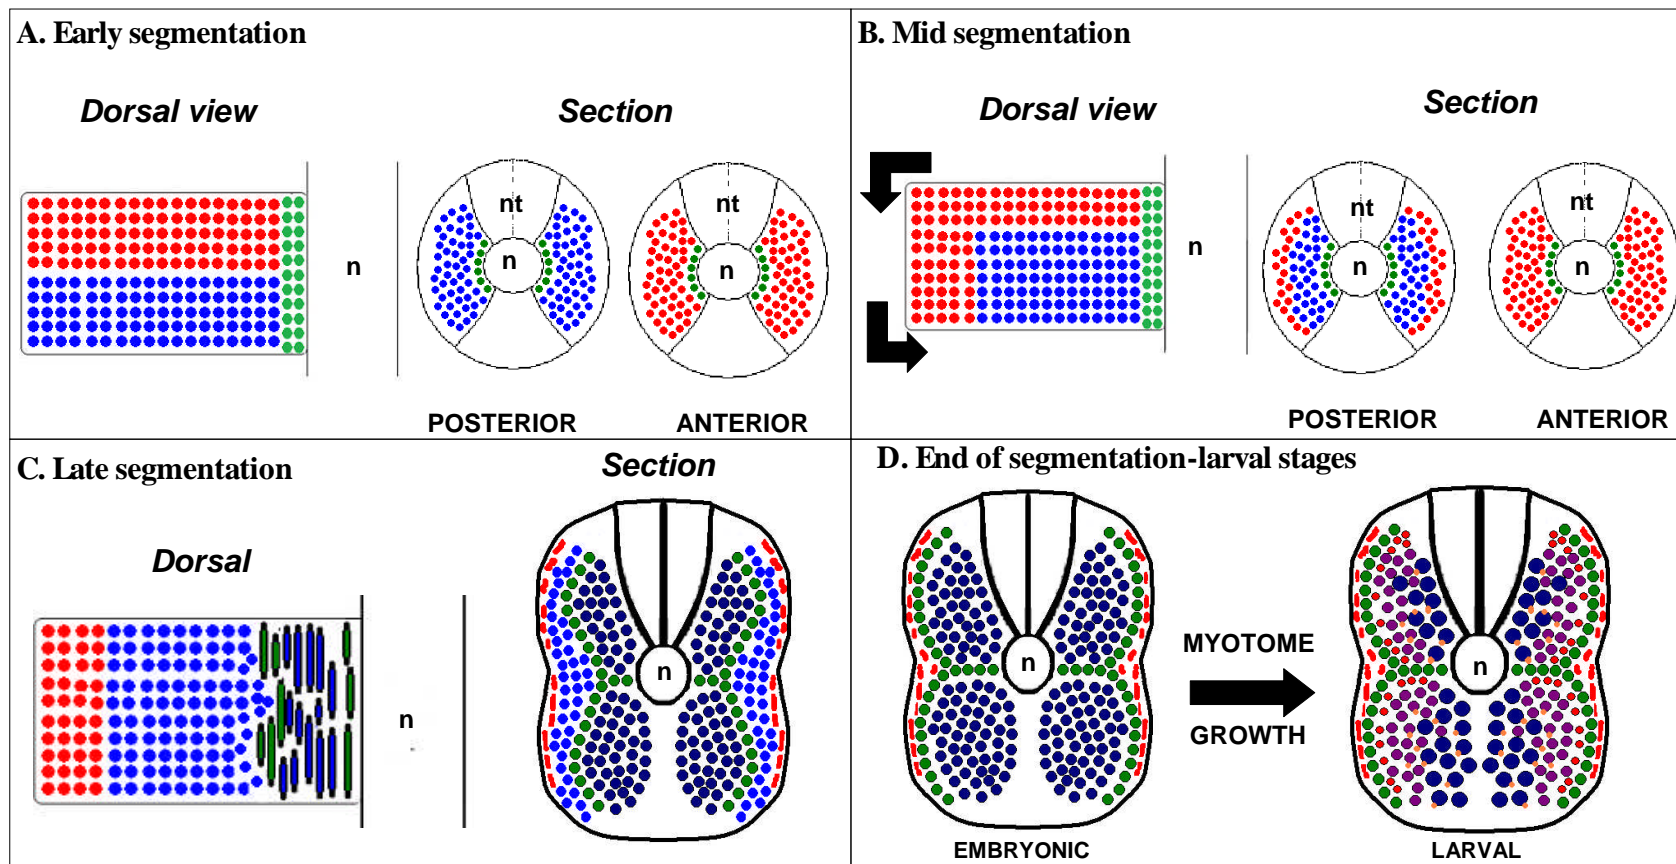 A. Early segmentation
Dorsal view
Section
n
nt
n
nt
n
POSTERIOR
ANTERIOR
B. Mid segmentation
Dorsal view
Section
n
nt
n
nt
n
POSTERIOR
ANTERIOR
C. Late segmentation
Section
Dorsal
n
n
D. End of segmentation-larval stages
n
MYOTOME
GROWTH
n
EMBRYONIC
LARVAL